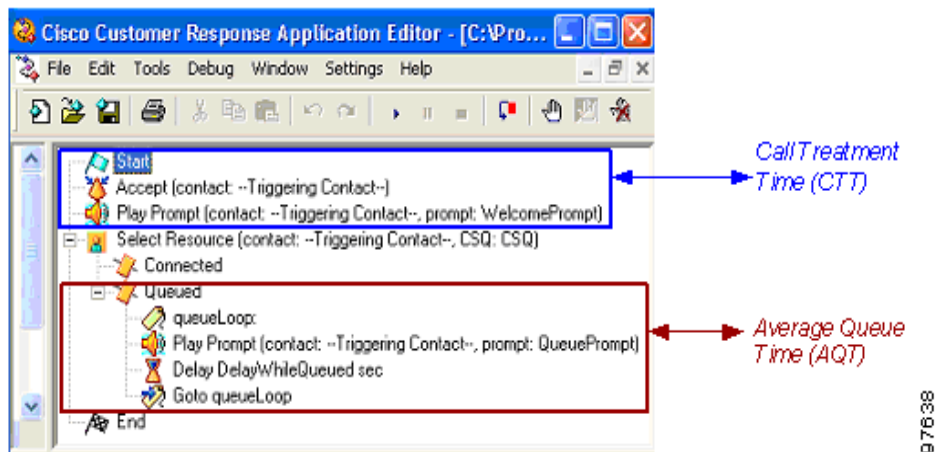 Cisco Customer Response Application Editor - [C:\Pro...
File Edit Tools Debug Window Settings Help
Start
Accept (contact: --Triggering Contact--)
Play Prompt (contact: --Triggering Contact--, prompt: WelcomePrompt)
Select Resource (contact: --Triggering Contact--, CSQ: CSQ)
Connected
Queued
queueLoop:
Play Prompt (contact: --Triggering Contact--, prompt: QueuePrompt)
Delay DelayWhileQueued sec
Goto queueLoop
End
Call Treatment
Time (CTT)
Average Queue
Time (AQT)
97638